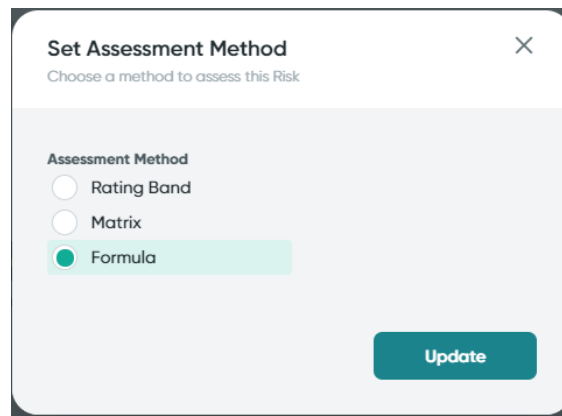 Set Assessment Method
Choose a method to assess this Risk
Assessment Method
Rating Band
Matrix
Formula
Update